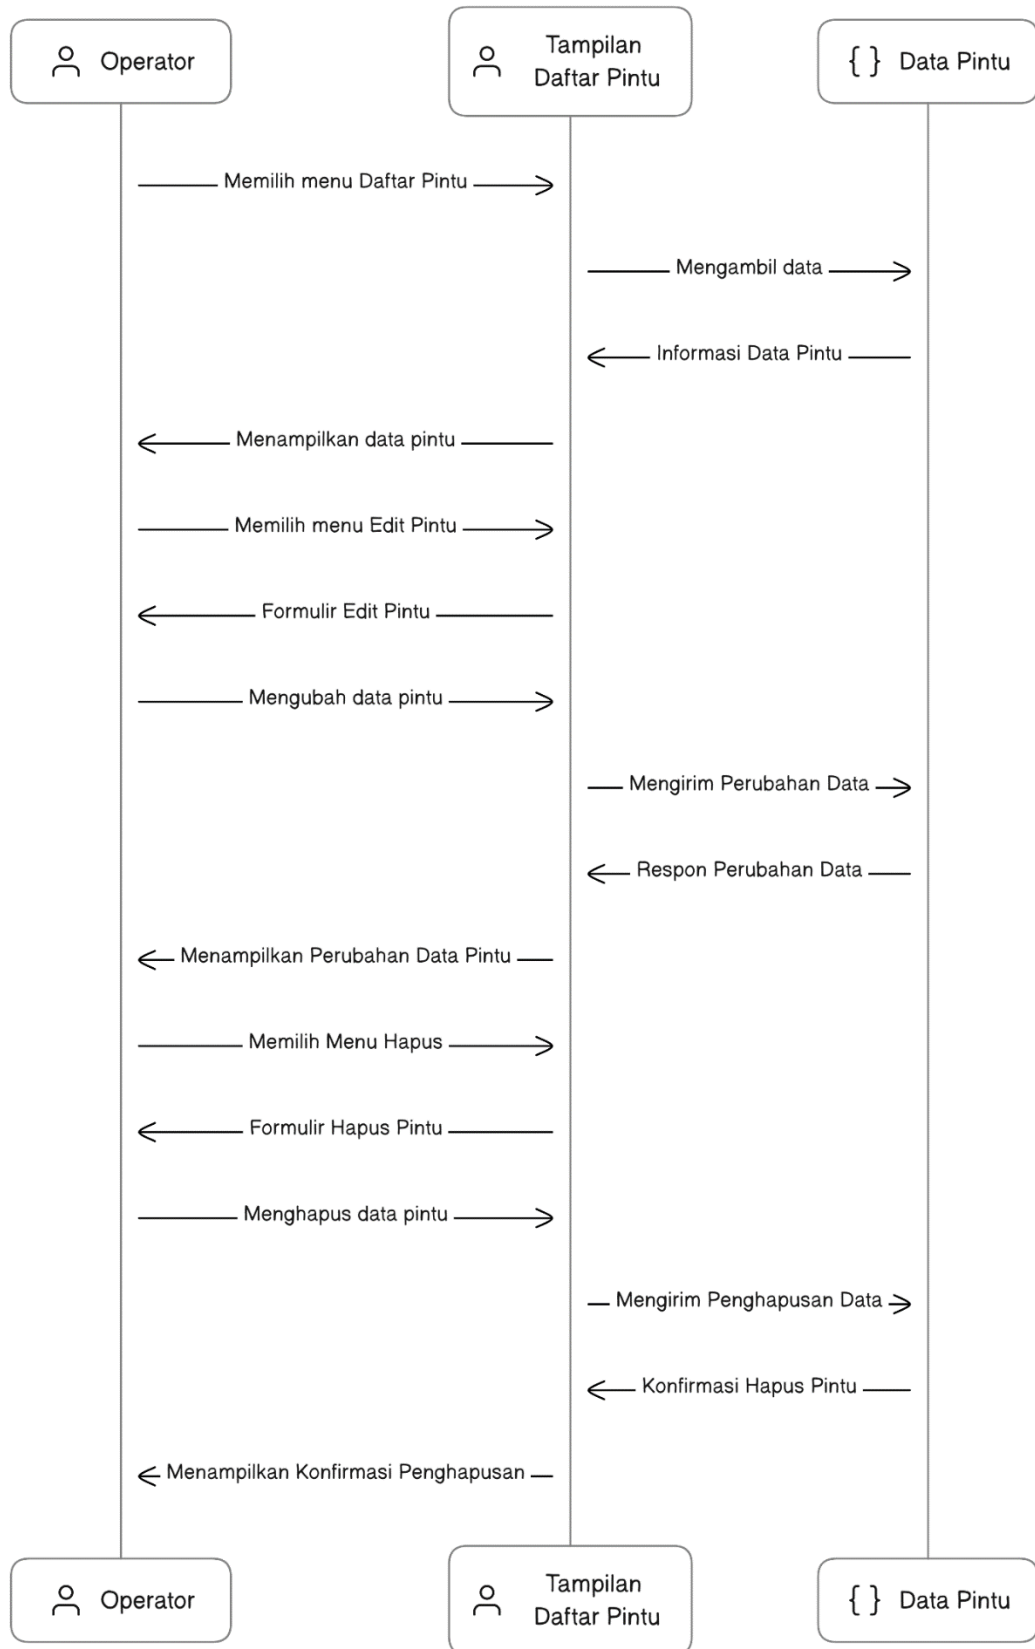 Operator
Tampilan
Daftar Pintu
{ } Data Pintu
Memilih menu Daftar Pintu
Mengambil data
Informasi Data Pintu
Menampilkan data pintu
Memilih menu Edit Pintu
Formulir Edit Pintu
Mengubah data pintu
Mengirim Perubahan Data
Respon Perubahan Data
Menampilkan Perubahan Data Pintu
Memilih Menu Hapus
Formulir Hapus Pintu
Menghapus data pintu
Mengirim Penghapusan Data
Konfirmasi Hapus Pintu
Menampilkan Konfirmasi Penghapusan
Operator
Tampilan
Daftar Pintu
{ } Data Pintu